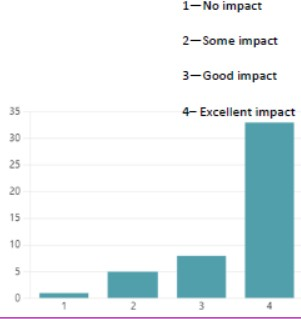 1—No impact
2—Some impact
3—Good impact
4– Excellent impact
35
30
25
20
15
10
5
0
1 2 3 4